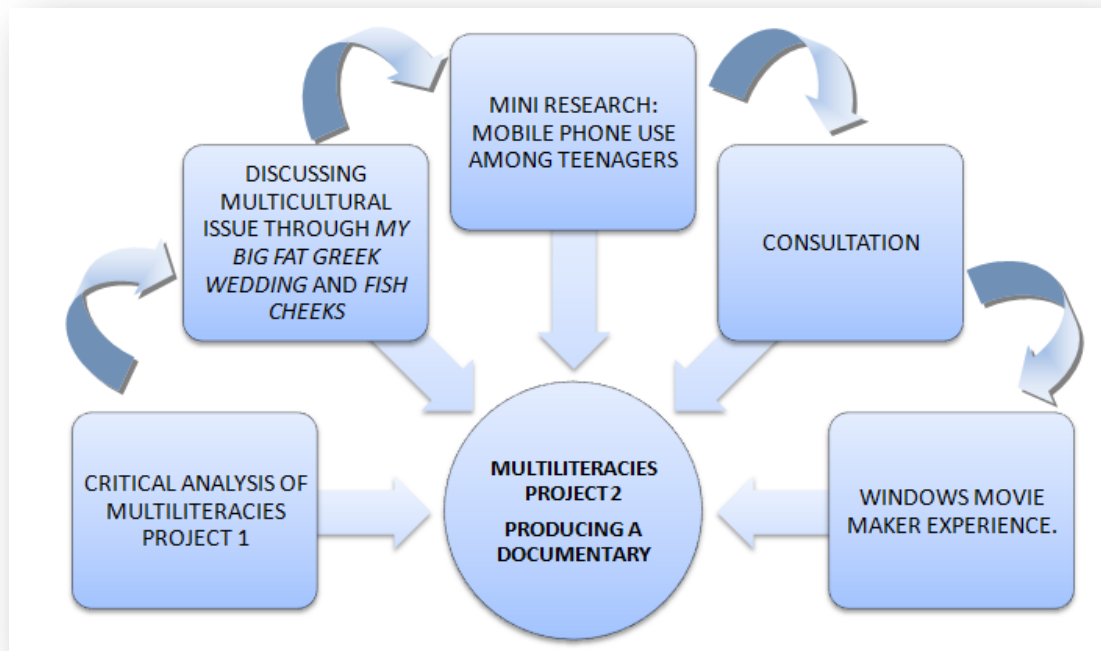 CRITICAL ANALYSIS OF
MULTILITERACIES
PROJECT 1
DISCUSSING
MULTICULTURAL
ISSUE THROUGH MY
BIG FAT GREEK
WEDDING AND FISH
CHEEKS
MINI RESEARCH:
MOBILE PHONE USE
AMONG TEENAGERS
CONSULTATION
WINDOWS MOVIE
MAKER EXPERIENCE.
MULTILITERACIES
PROJECT 2
PRODUCING A
DOCUMENTARY